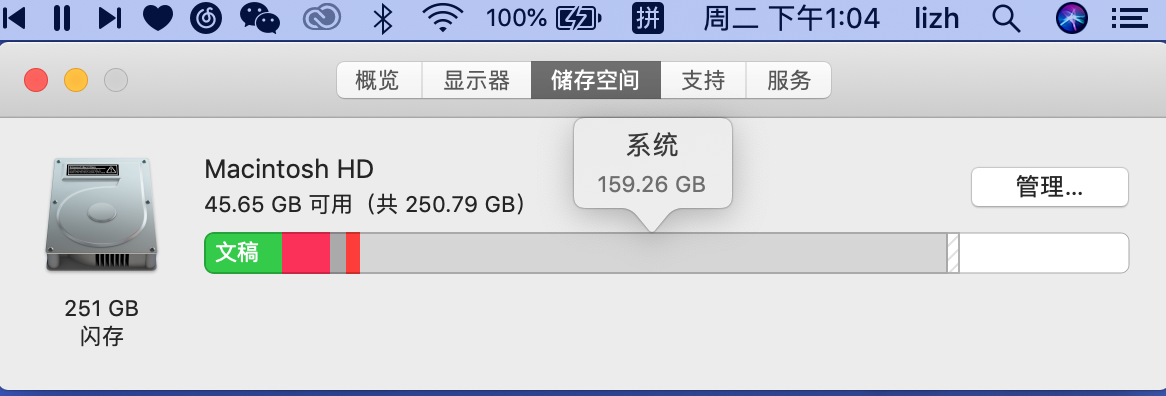 100% 拼 周二 下午1:04 lizh
概览 显示器 储存空间 支持 服务
系统
159.26 GB
Macintosh HD
45.65 GB 可用（共 250.79 GB）
管理...
文稿
251 GB
闪存